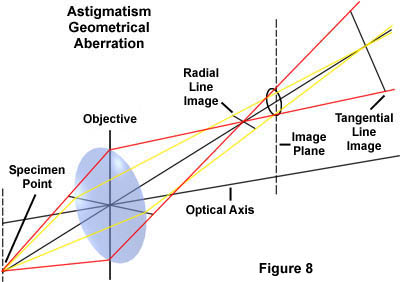 Astigmatism
Geometrical
Aberration
Radial
Line
Image
Objective
Tangential
Line
Image
Image
Plane
Specimen
Point
Optical Axis
Figure 8